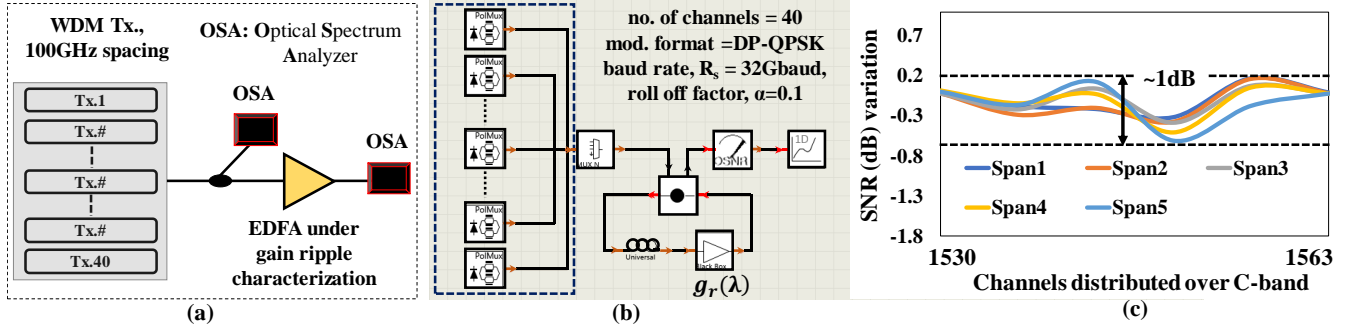 WDM Tx.,
100GHz spacing
OSA: Optical Spectrum
Analyzer
Tx.1
Tx.#
Tx.#
Tx.#
Tx.40
OSA
OSA
EDFA under
gain ripple
characterization
(a)
PolMux
PolMux
PolMux
PolMux
PolMux
no. of channels = 40
mod. format =DP-QPSK
baud rate, Rₛ = 32Gbaud,
roll off factor, α=0.1
MUX N
OSNR
1D
Universal
Black Box
gᵣ(λ)
(b)
SNR (dB) variation
0.7
0.2
-0.3
-0.8
-1.3
-1.8
~1dB
Span1
Span2
Span3
Span4
Span5
1530
1563
Channels distributed over C-band
(c)